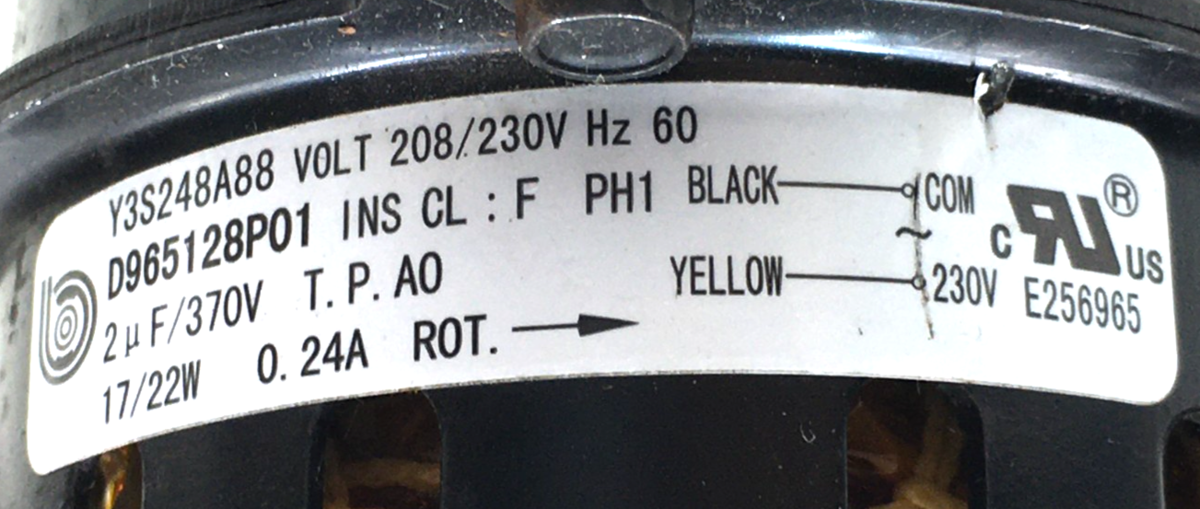 Y3S248A88 VOLT 208/230V Hz 60
D965128P01 INS CL : F PH1
2μF/370V T.P.AO
17/22W 0.24A ROT.
BLACK COM
~
YELLOW 230V
c RU ® US
E256965